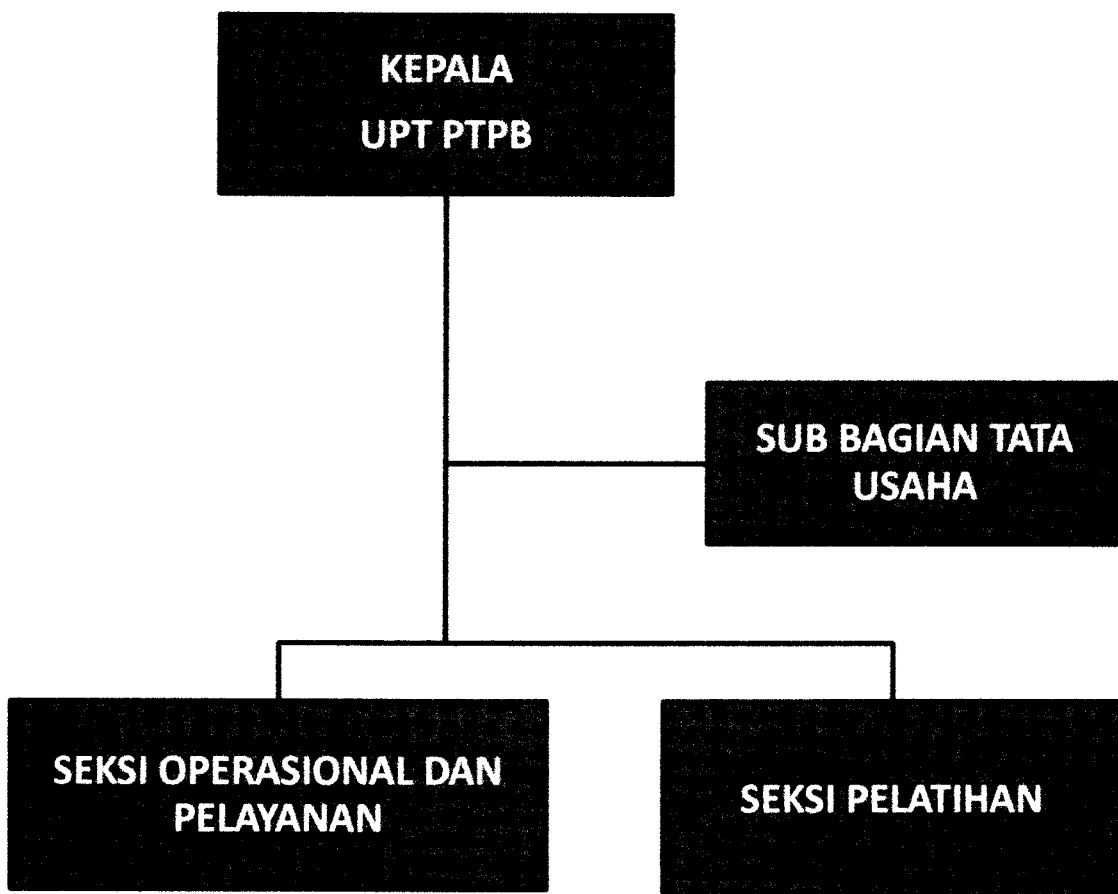 KEPALA
UPT PTPB
SUB BAGIAN TATA
USAHA
SEKSI OPERASIONAL DAN
PELAYANAN
SEKSI PELATIHAN